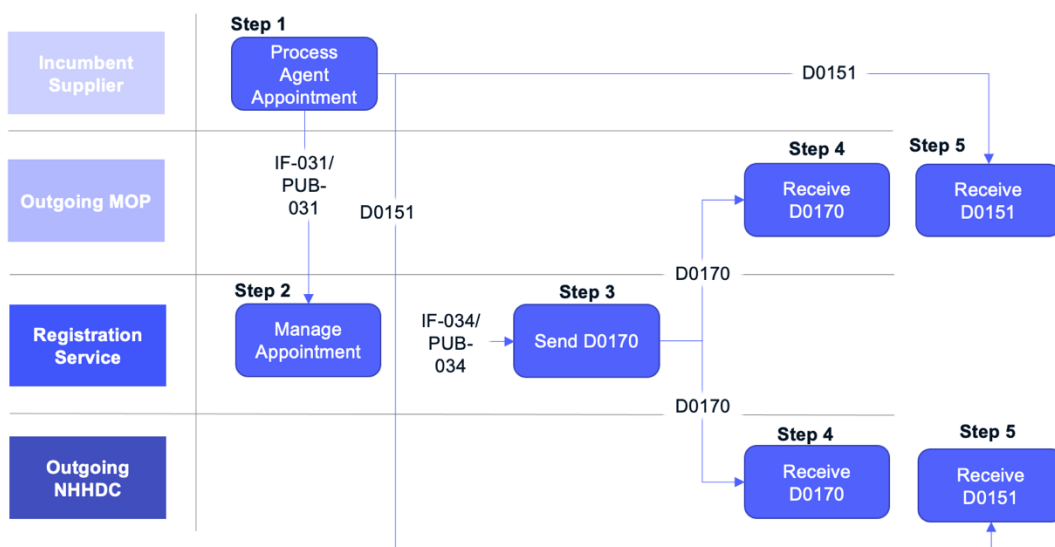 Step 1
Incumbent
Supplier
Process
Agent
Appointment
D0151
IF-031/
PUB-
031
D0151
Outgoing MOP
Step 4
Receive
D0170
Step 5
Receive
D0151
D0170
Registration
Service
Step 2
Manage
Appointment
IF-034/
PUB-
034
Step 3
Send D0170
D0170
Outgoing
NHHDC
Step 4
Receive
D0170
Step 5
Receive
D0151